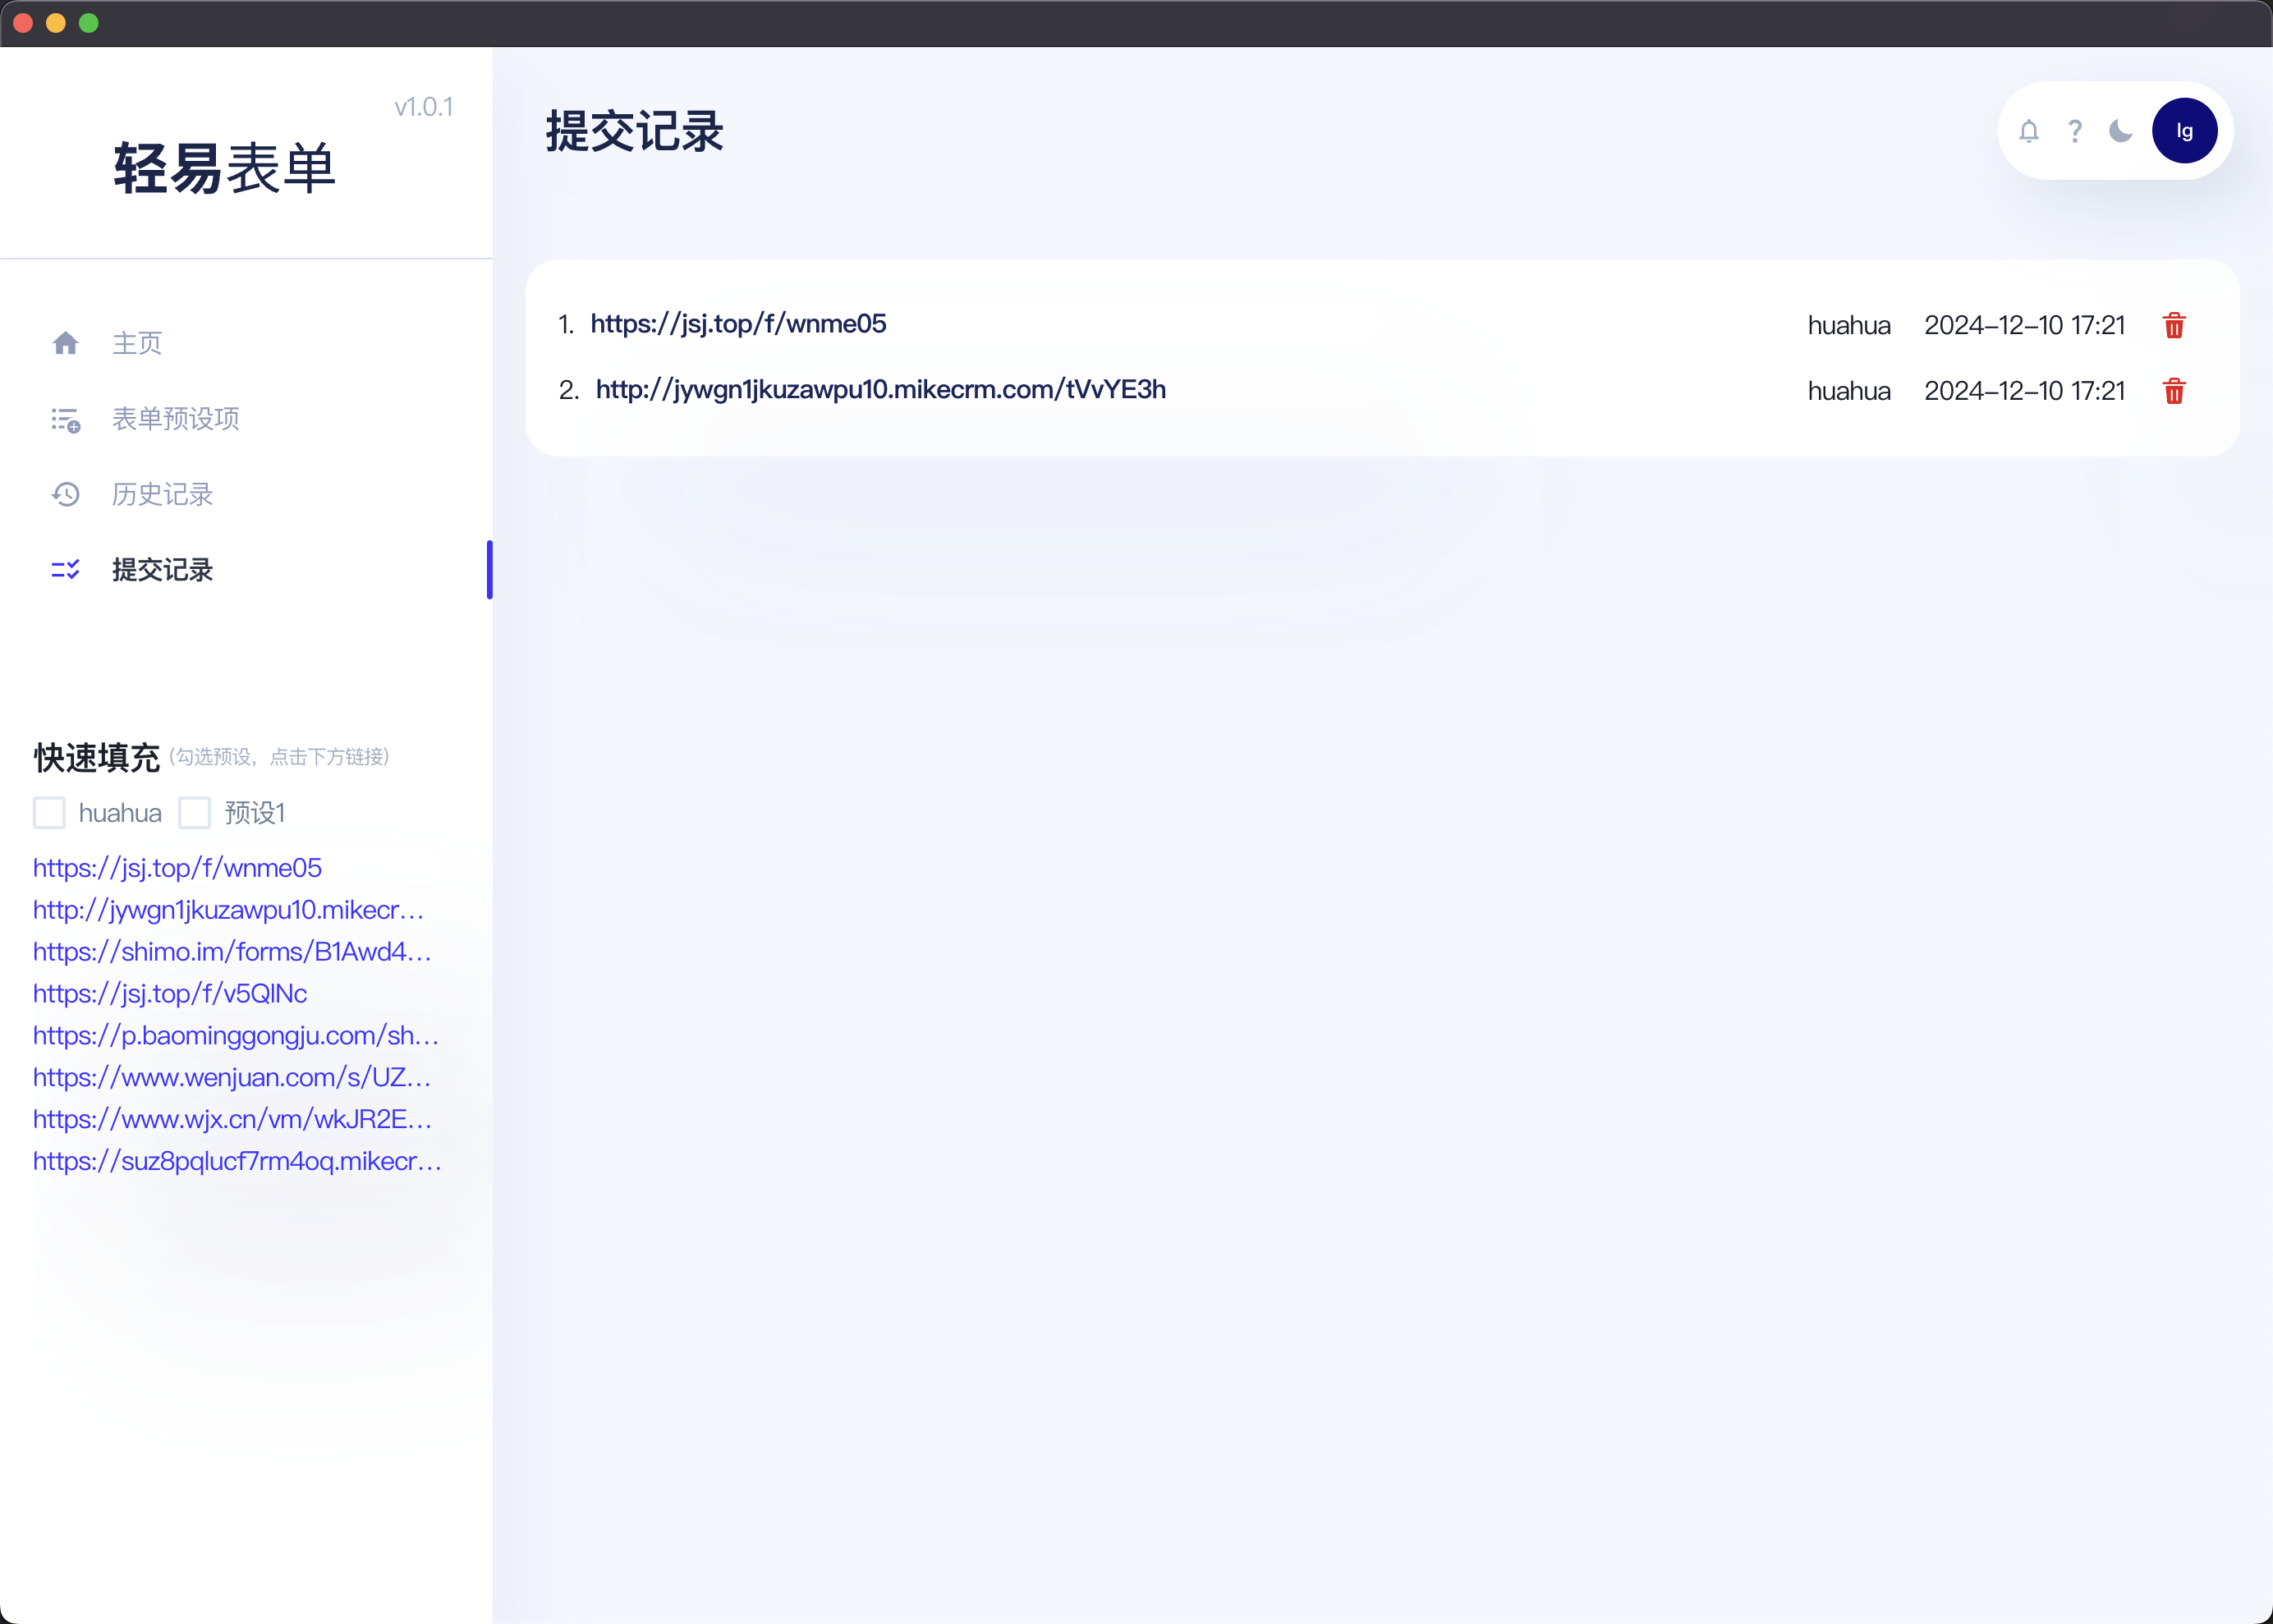 v1.0.1
轻易表单
主页
表单预设项
历史记录
提交记录
快速填充 (勾选预设，点击下方链接)
huahua 预设1
https://jsj.top/f/wnme05
http://jywgn1jkuzawpu10.mikecr...
https://shimo.im/forms/B1Awd4...
https://jsj.top/f/v5QlNc
https://p.baominggongju.com/sh...
https://www.wenjuan.com/s/UZ...
https://www.wjx.cn/vm/wkJR2E...
https://suz8pqlucf7rm4oq.mikecr...
提交记录
? lg
1. https://jsj.top/f/wnme05 huahua 2024-12-10 17:21
2. http://jywgn1jkuzawpu10.mikecrm.com/tVvYE3h huahua 2024-12-10 17:21